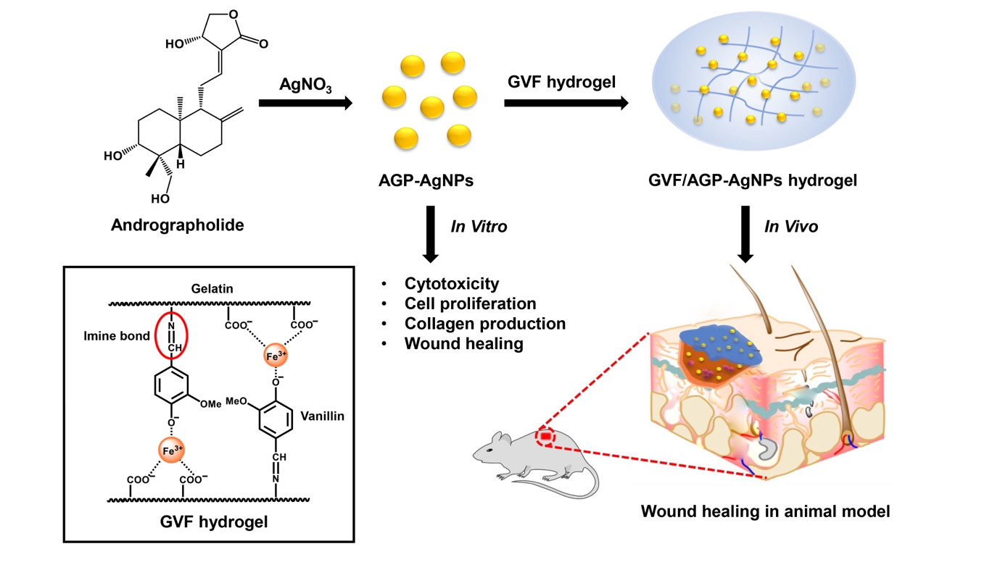 O
HO
O
H
HO
HO
Andrographolide
AgNO₃
AGP-AgNPs
GVF hydrogel
GVF/AGP-AgNPs hydrogel
In Vitro
In Vivo
• Cytotoxicity
• Cell proliferation
• Collagen production
• Wound healing
Gelatin
Imine bond
N
CH
COO⁻
COO⁻
Fe³⁺
O⁻
OMe
MeO
Vanillin
O⁻
Fe³⁺
CH
COO⁻
COO⁻
N
GVF hydrogel
Wound healing in animal model